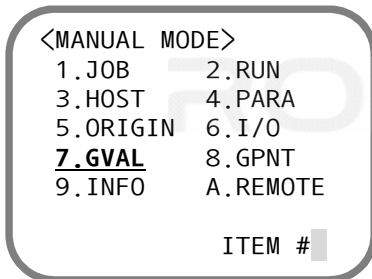 <MANUAL MODE>
1.JOB 2.RUN
3.HOST 4.PARA
5.ORIGIN 6.I/O
7.GVAL 8.GPNT
9.INFO A.REMOTE
ITEM #